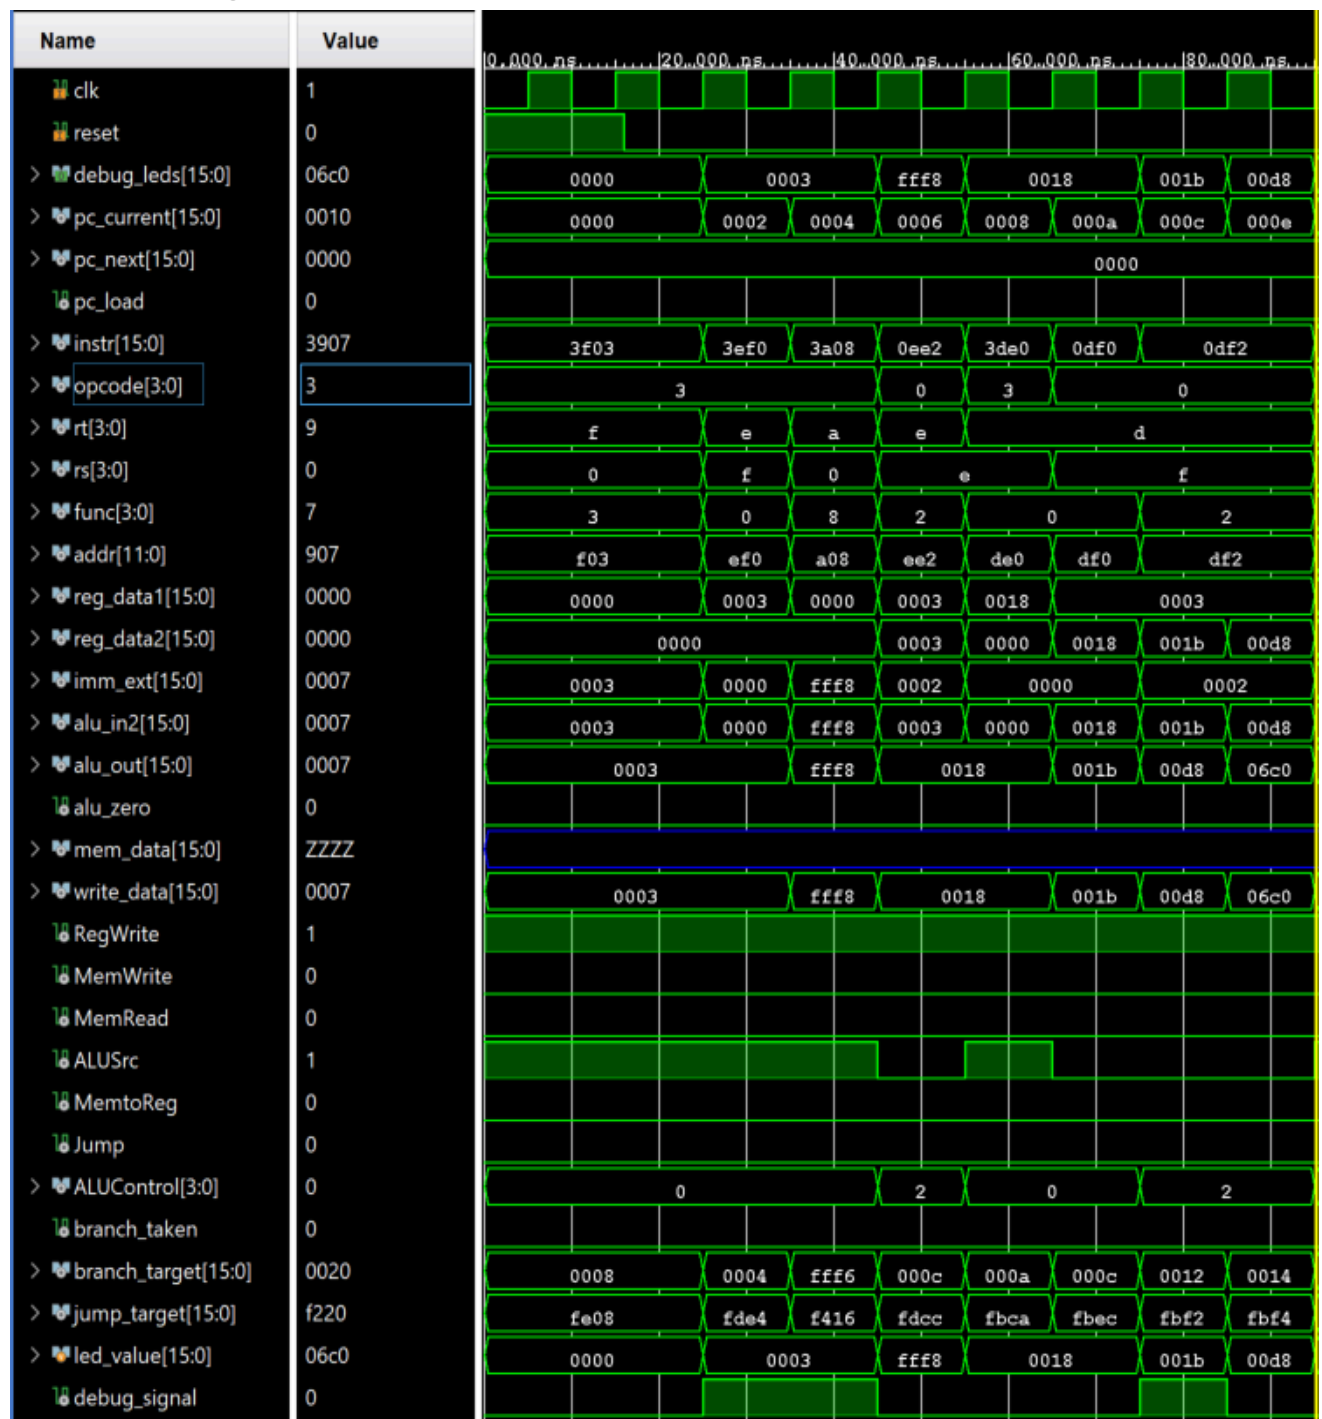 Name Value
0.000 ns 20.000 ns 40.000 ns 60.000 ns 80.000 ns
clk 1
reset 0
debug_leds[15:0] 06c0 0000 0003 fff8 0018 001b 00d8
pc_current[15:0] 0010 0000 0002 0004 0006 0008 000a 000c 000e
pc_next[15:0] 0000 0000
pc_load 0
instr[15:0] 3907 3f03 3ef0 3a08 0ee2 3de0 0df0 0df2
opcode[3:0] 3 3 0 3 0
rt[3:0] 9 f e a e d
rs[3:0] 0 0 f 0 e f
func[3:0] 7 3 0 8 2 0 2
addr[11:0] 907 f03 ef0 a08 ee2 de0 df0 df2
reg_data1[15:0] 0000 0000 0003 0000 0003 0018 0003
reg_data2[15:0] 0000 0000 0003 0000 0018 001b 00d8
imm_ext[15:0] 0007 0003 0000 fff8 0002 0000 0002
alu_in2[15:0] 0007 0003 0000 fff8 0003 0000 0018 001b 00d8
alu_out[15:0] 0007 0003 fff8 0018 001b 00d8 06c0
alu_zero 0
mem_data[15:0] ZZZZ
write_data[15:0] 0007 0003 fff8 0018 001b 00d8 06c0
RegWrite 1
MemWrite 0
MemRead 0
ALUSrc 1
MemtoReg 0
Jump 0
ALUControl[3:0] 0 0 2 0 2
branch_taken 0
branch_target[15:0] 0020 0008 0004 fff6 000c 000a 000c 0012 0014
jump_target[15:0] f220 fe08 fde4 f416 fdcc fbca fbec fbf2 fbf4
led_value[15:0] 06c0 0000 0003 fff8 0018 001b 00d8
debug_signal 0